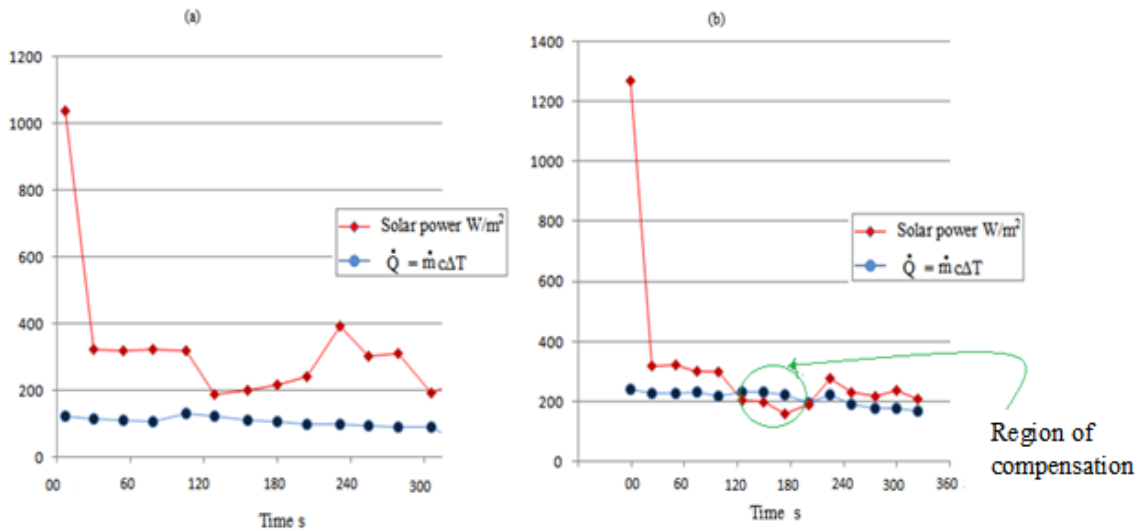 (a)
1200
1000
800
600
400
200
0
00 60 120 180 240 300
Time s
Solar power W/m²
Q̇ = ṁcΔT
(b)
1400
1200
1000
800
600
400
200
0
00 60 120 180 240 300 360
Time s
Solar power W/m²
Q̇ = ṁcΔT
Region of
compensation